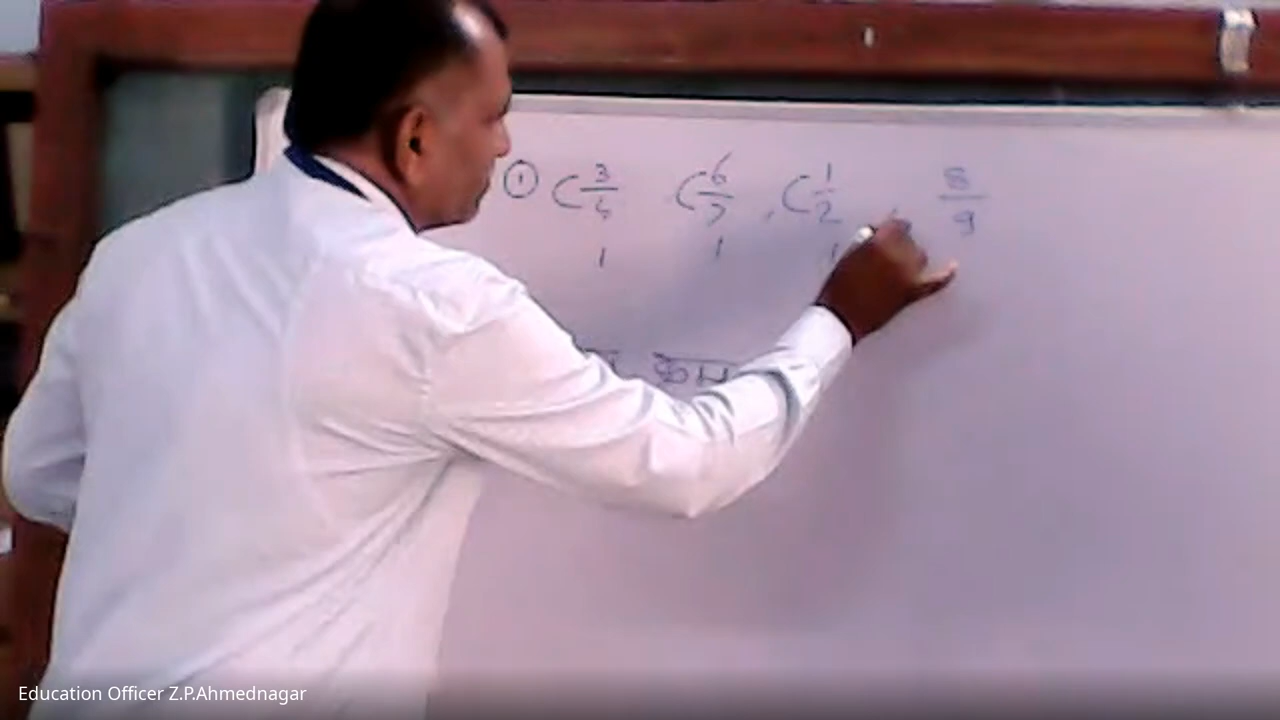 ① 3/4 6/7 , 1/2 , 8/9
1 1 1
Education Officer Z.P.Ahmednagar